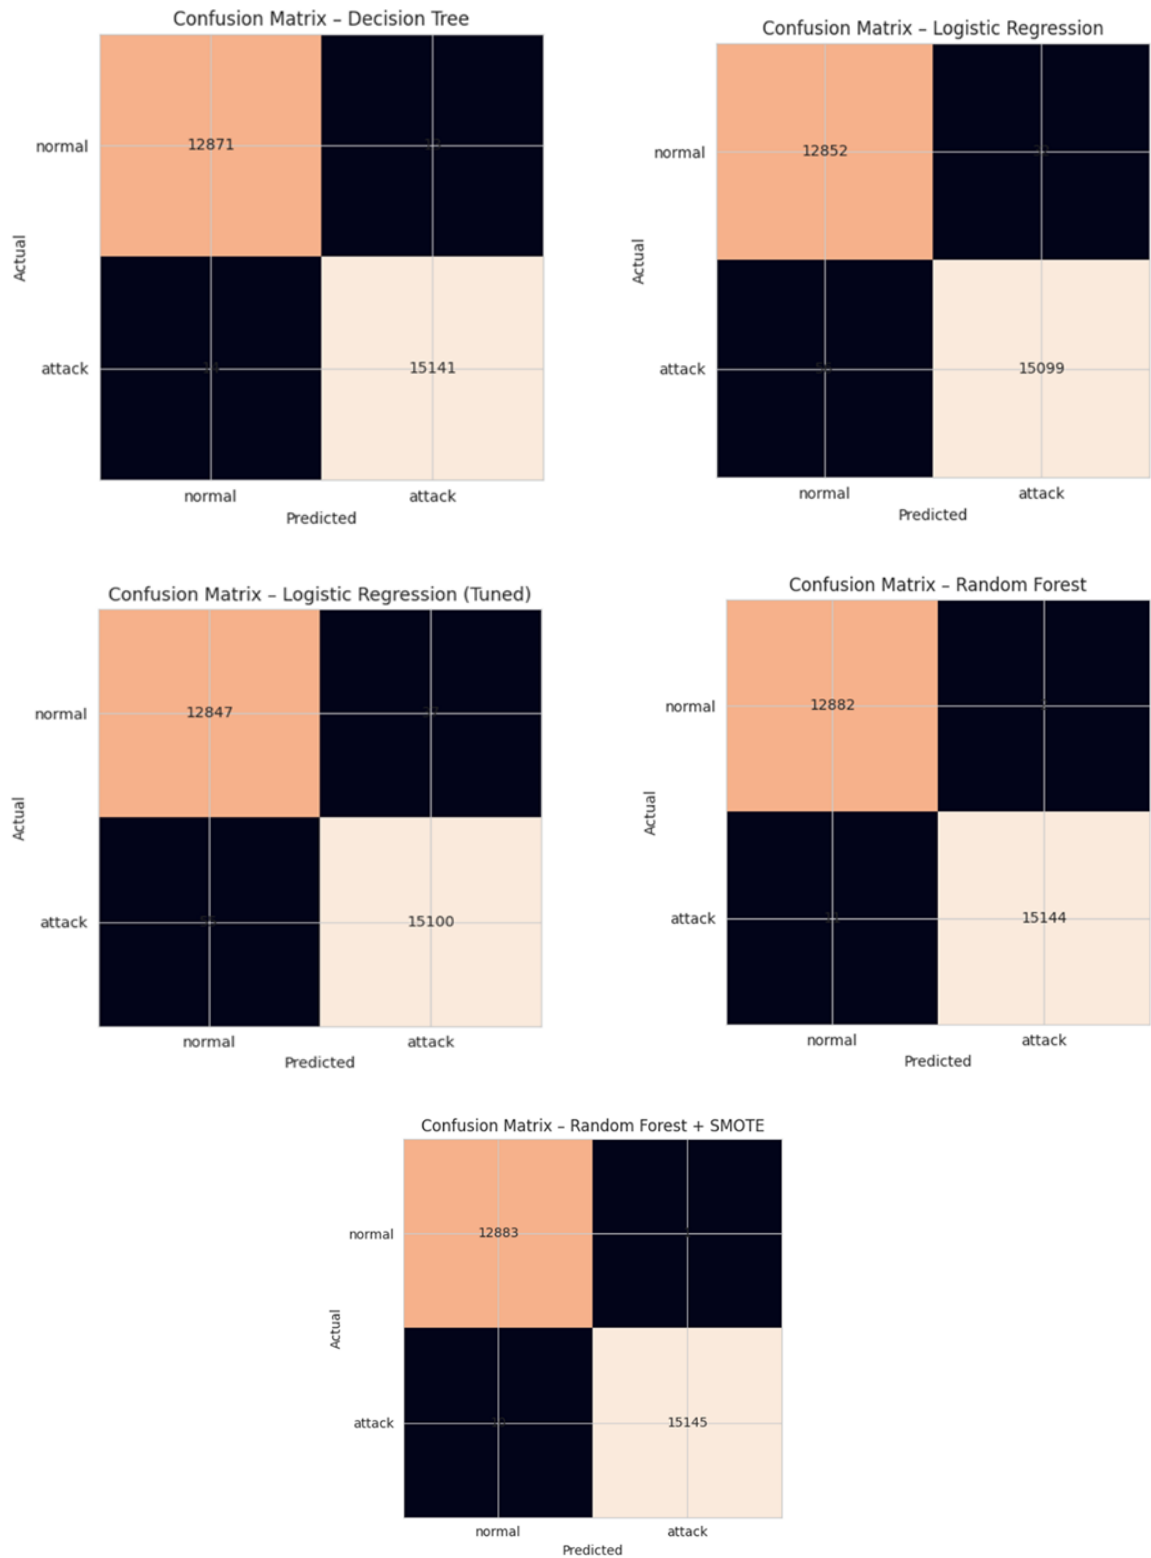 Confusion Matrix – Decision Tree
normal
12871
Actual
attack
15141
normal
attack
Predicted
Confusion Matrix – Logistic Regression
normal
12852
Actual
attack
15099
normal
attack
Predicted
Confusion Matrix – Logistic Regression (Tuned)
normal
12847
Actual
attack
15100
normal
attack
Predicted
Confusion Matrix – Random Forest
normal
12882
Actual
attack
15144
normal
attack
Predicted
Confusion Matrix – Random Forest + SMOTE
normal
12883
Actual
attack
15145
normal
attack
Predicted